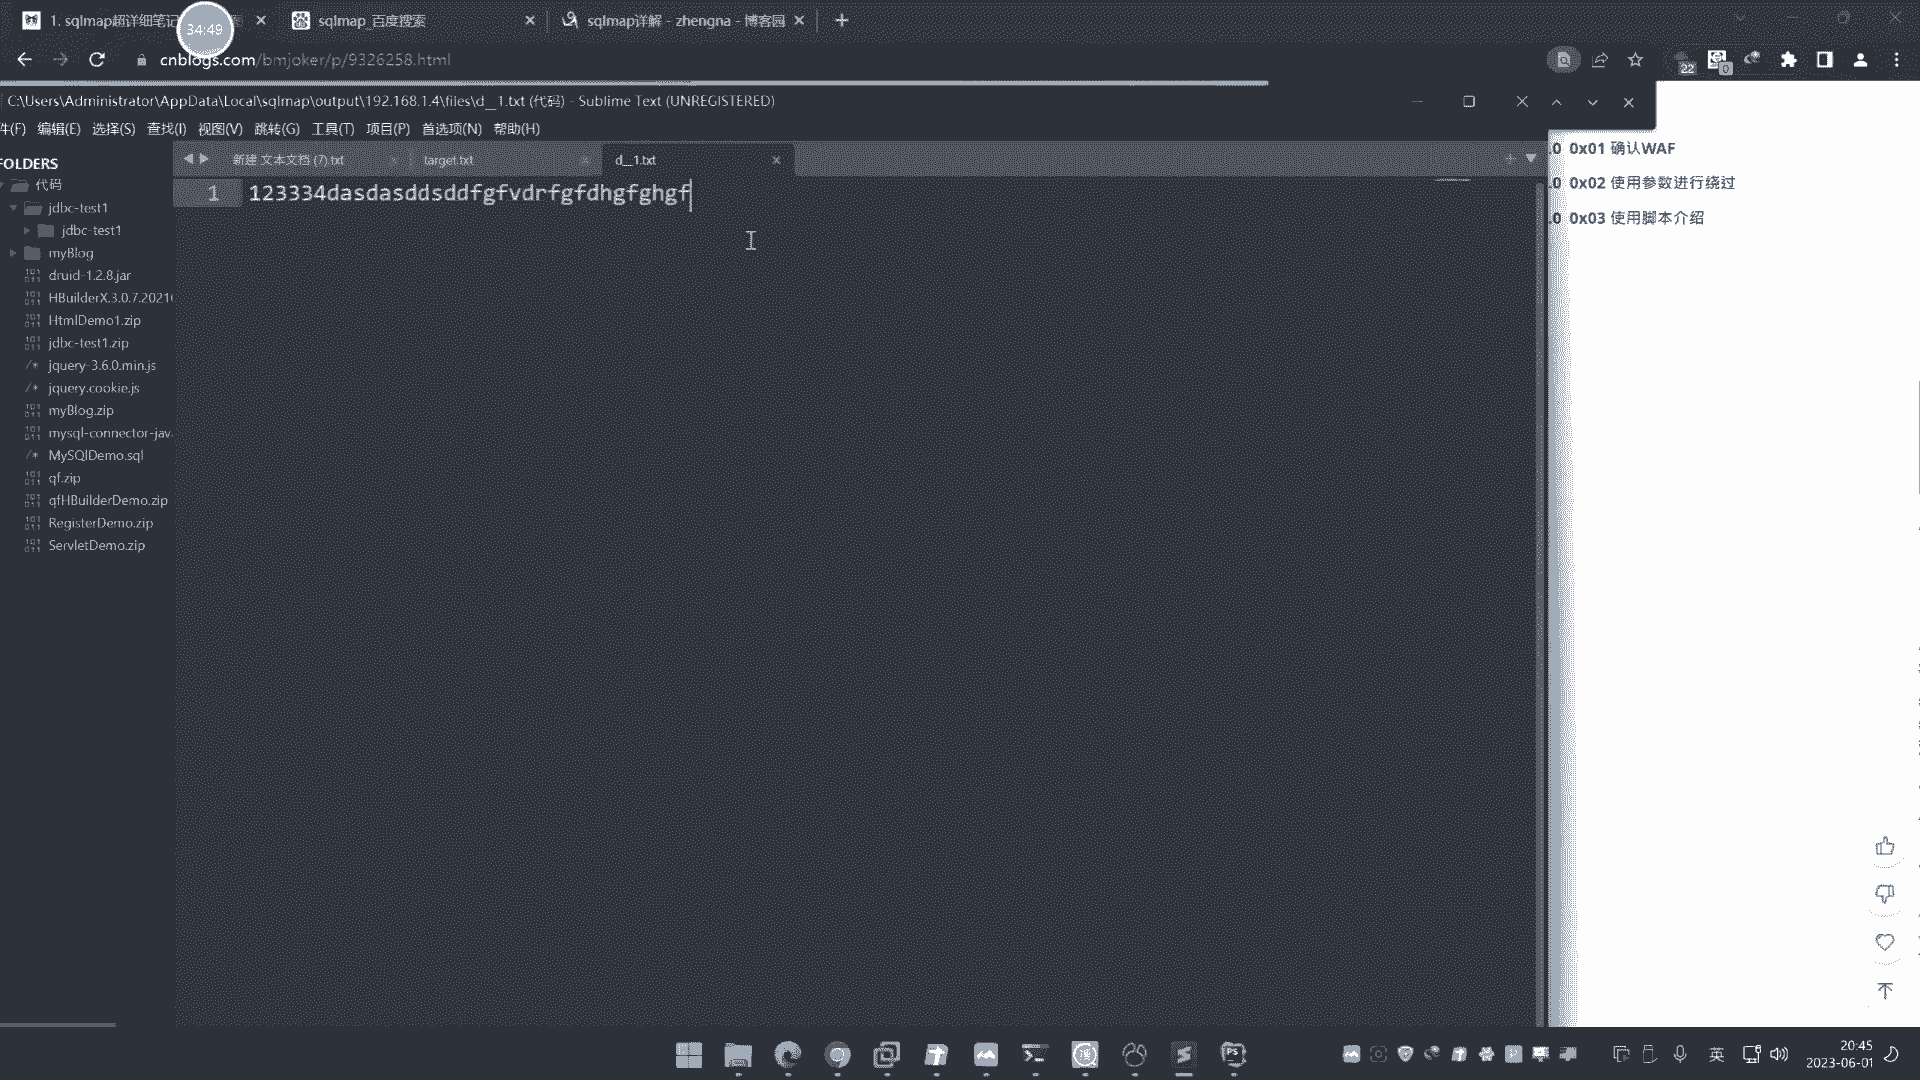 1. sqlmap超详细笔记
34:49
sqlmap_百度搜索
sqlmap详解 - zhengna - 博客园
cnblogs.com/bmjoker/p/9326258.html
22
0
C:\Users\Administrator\AppData\Local\sqlmap\output\192.168.1.4\files\d__1.txt (代码) - Sublime Text (UNREGISTERED)
件(F) 编辑(E) 选择(S) 查找(I) 视图(V) 跳转(G) 工具(T) 项目(P) 首选项(N) 帮助(H)
FOLDERS
代码
jdbc-test1
jdbc-test1
myBlog
druid-1.2.8.jar
HBuilderX.3.0.7.2021
HtmlDemo1.zip
jdbc-test1.zip
jquery-3.6.0.min.js
jquery.cookie.js
myBlog.zip
mysql-connector-jav
MySQlDemo.sql
qf.zip
qfHBuilderDemo.zip
RegisterDemo.zip
ServletDemo.zip
新建 文本文档 (7).txt
target.txt
d__1.txt
1 123334dasdasddsddfgfvdrfgfdhgfghgf
.0 0x01 确认WAF
.0 0x02 使用参数进行绕过
.0 0x03 使用脚本介绍
英
20:45
2023-06-01